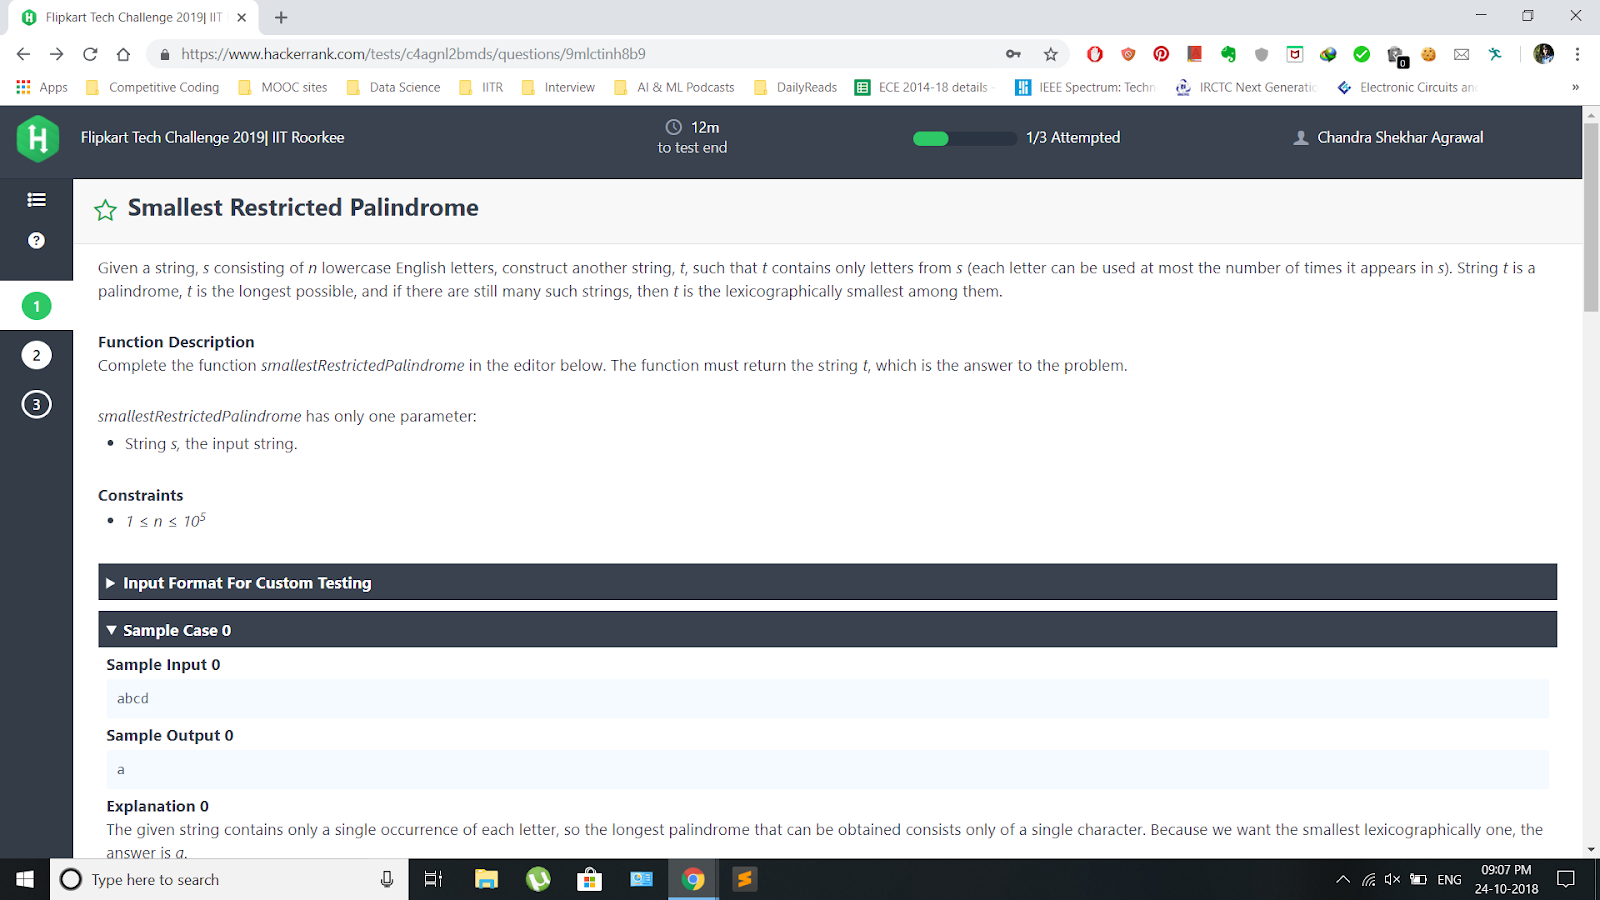 Flipkart Tech Challenge 2019| IIT
https://www.hackerrank.com/tests/c4agnl2bmds/questions/9mlctinh8b9
0
Apps Competitive Coding MOOC sites Data Science IITR Interview AI & ML Podcasts DailyReads ECE 2014-18 details - IEEE Spectrum: Techn IRCTC Next Generatio Electronic Circuits an »
Flipkart Tech Challenge 2019| IIT Roorkee
12m
to test end
1/3 Attempted
Chandra Shekhar Agrawal
?
1
2
3
Smallest Restricted Palindrome
Given a string, s consisting of n lowercase English letters, construct another string, t, such that t contains only letters from s (each letter can be used at most the number of times it appears in s). String t is a
palindrome, t is the longest possible, and if there are still many such strings, then t is the lexicographically smallest among them.
Function Description
Complete the function smallestRestrictedPalindrome in the editor below. The function must return the string t, which is the answer to the problem.
smallestRestrictedPalindrome has only one parameter:
• String s, the input string.
Constraints
• 1 ≤ n ≤ 10⁵
Input Format For Custom Testing
Sample Case 0
Sample Input 0
abcd
Sample Output 0
a
Explanation 0
The given string contains only a single occurrence of each letter, so the longest palindrome that can be obtained consists only of a single character. Because we want the smallest lexicographically one, the
answer is a.
Type here to search
ENG
09:07 PM
24-10-2018